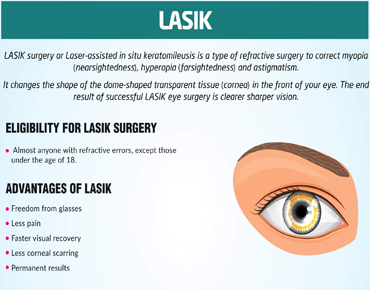 LASIK
LASIK surgery or Laser-assisted in situ keratomileusis is a type of refractive surgery to correct myopia
(nearsightedness), hyperopia (farsightedness) and astigmatism.
It changes the shape of the dome-shaped transparent tissue (cornea) in the front of your eye. The end
result of successful LASIK eye surgery is clearer sharper vision.
ELIGIBILITY FOR LASIK SURGERY
• Almost anyone with refractive errors, except those
under the age of 18.
ADVANTAGES OF LASIK
• Freedom from glasses
• Less pain
• Faster visual recovery
• Less corneal scarring
• Permanent results